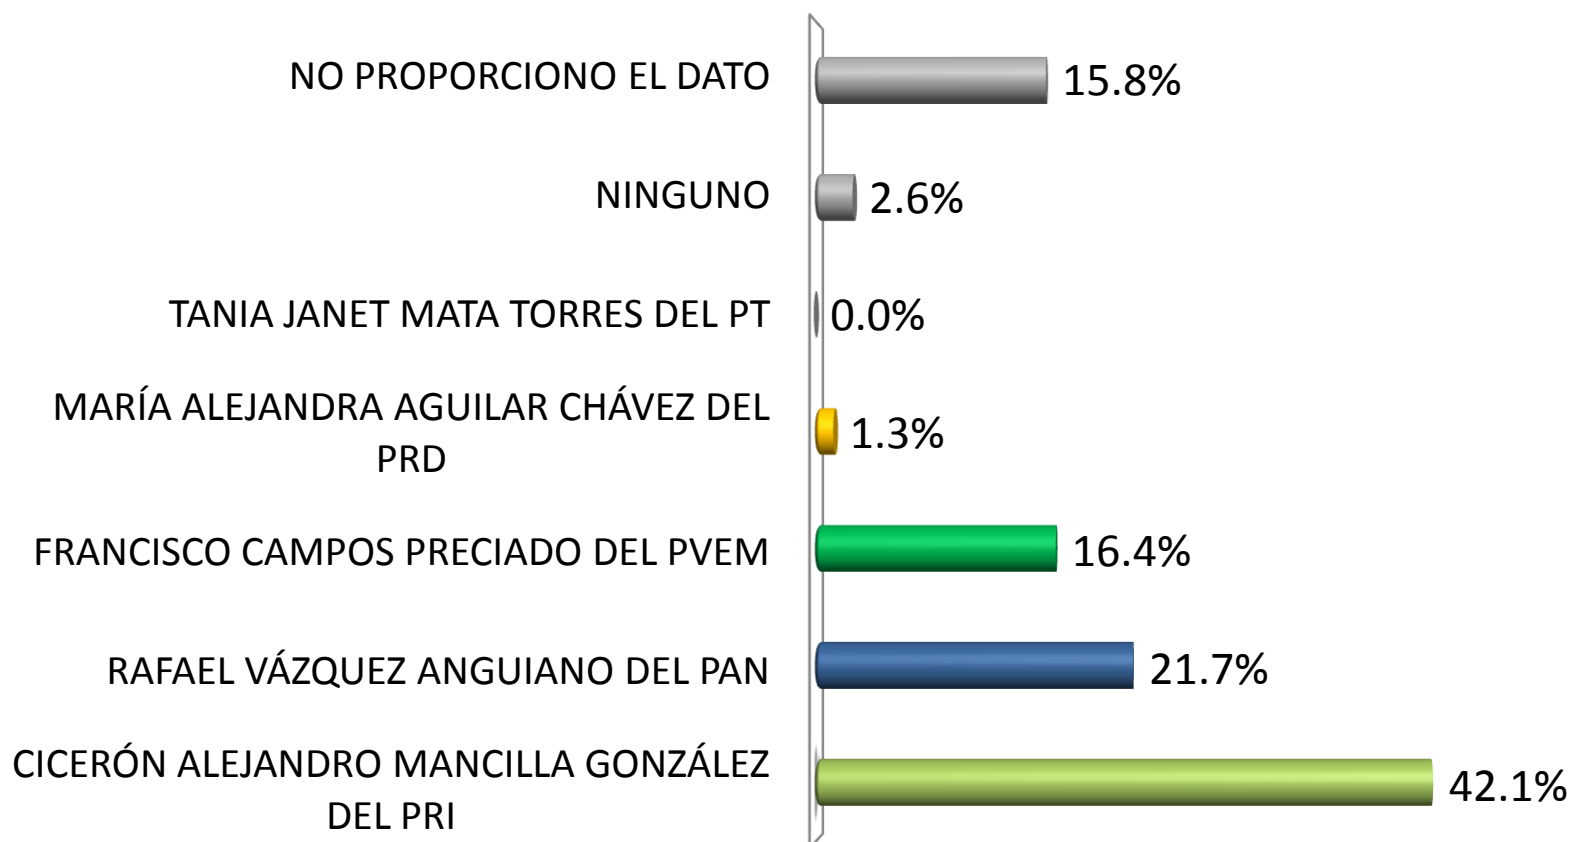 NO PROPORCIONO EL DATO 15.8%
NINGUNO 2.6%
TANIA JANET MATA TORRES DEL PT 0.0%
MARÍA ALEJANDRA AGUILAR CHÁVEZ DEL
PRD 1.3%
FRANCISCO CAMPOS PRECIADO DEL PVEM 16.4%
RAFAEL VÁZQUEZ ANGUIANO DEL PAN 21.7%
CICERÓN ALEJANDRO MANCILLA GONZÁLEZ
DEL PRI 42.1%